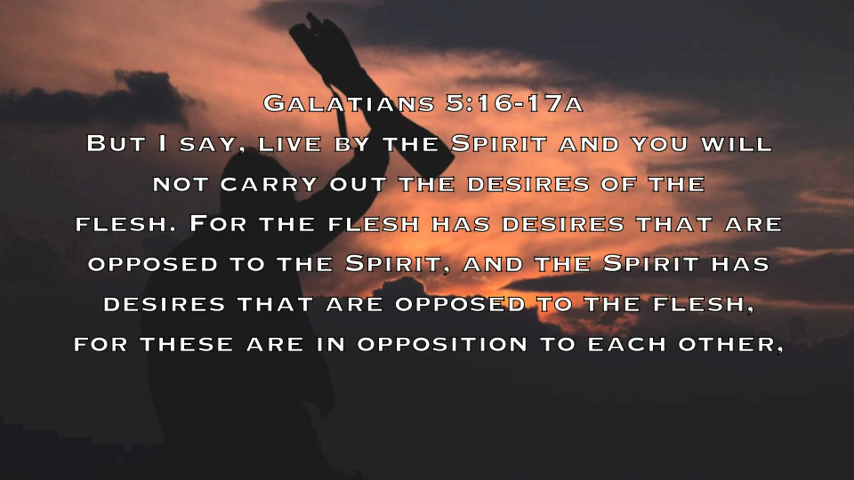 Galatians 5:16-17a
But I say, live by the Spirit and you will
not carry out the desires of the
flesh. For the flesh has desires that are
opposed to the Spirit, and the Spirit has
desires that are opposed to the flesh,
for these are in opposition to each other,